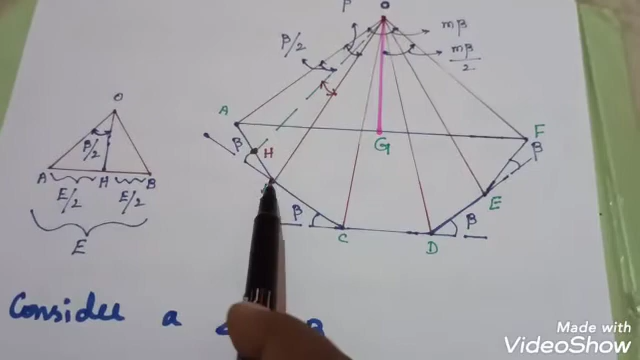 P
O
mβ
β/2
mβ/2
A
F
G
H
β
β
β
C
β
D
E
O
β/2
A
H
B
E/2
E/2
E
Consider a
Made with
VideoShow